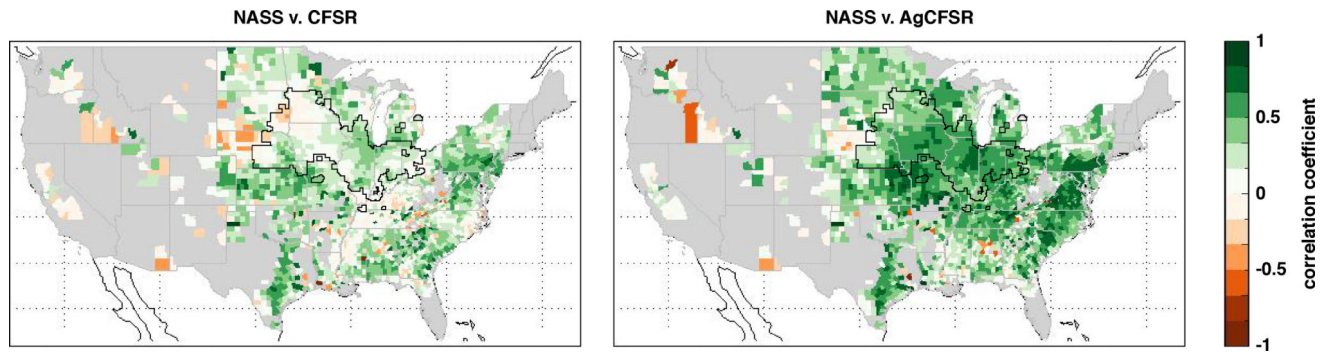 NASS v. CFSR
NASS v. AgCFSR
1
0.5
0
-0.5
-1
correlation coefficient